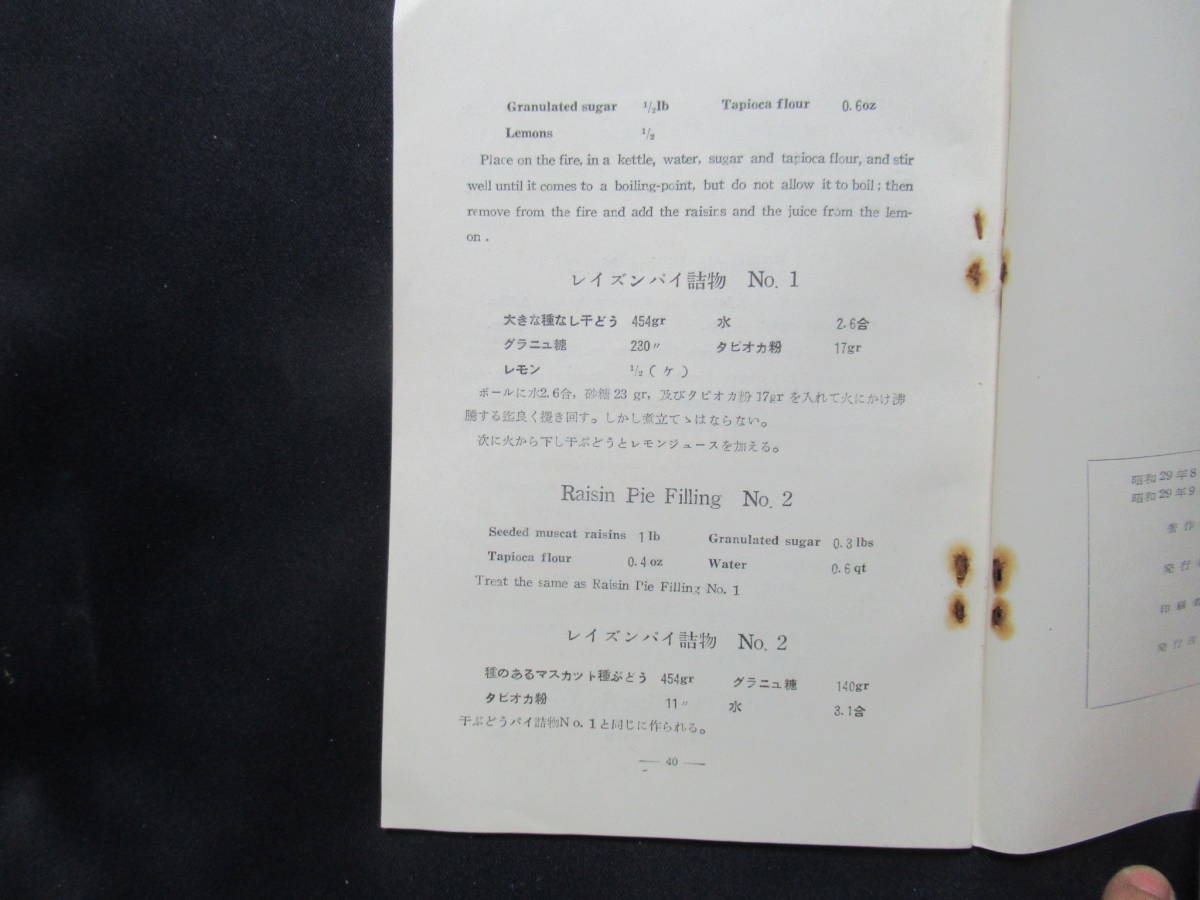 Granulated sugar 1/2lb Tapioca flour 0.6oz
Lemons 1/2
Place on the fire, in a kettle, water, sugar and tapioca flour, and stir
well until it comes to a boiling-point, but do not allow it to boil; then
remove from the fire and add the raisins and the juice from the lem-
on.
レイズンパイ詰物 No. 1
大きな種なし干どう 454gr 水 2.6合
グラニュ糖 230〃 タピオカ粉 17gr
レモン 1/2(ケ)
ボールに水2.6合, 砂糖23 gr, 及びタピオカ粉 17gr を入れて火にかけ沸
騰する迄良く攪き回す。しかし煮立てゝはならない。
次に火から下し干ぶどうとレモンジュースを加える。
Raisin Pie Filling No. 2
Seeded muscat raisins 1 lb Granulated sugar 0.3 lbs
Tapioca flour 0.4 oz Water 0.6 qt
Treat the same as Raisin Pie Filling No. 1
レイズンパイ詰物 No. 2
種のあるマスカット種ぶどう 454gr グラニュ糖 140gr
タピオカ粉 11〃 水 3.1合
干ぶどうパイ詰物No. 1と同じに作られる。
— 40 —
昭和29年8
昭和29年9
著作
発行
印刷者
発行所